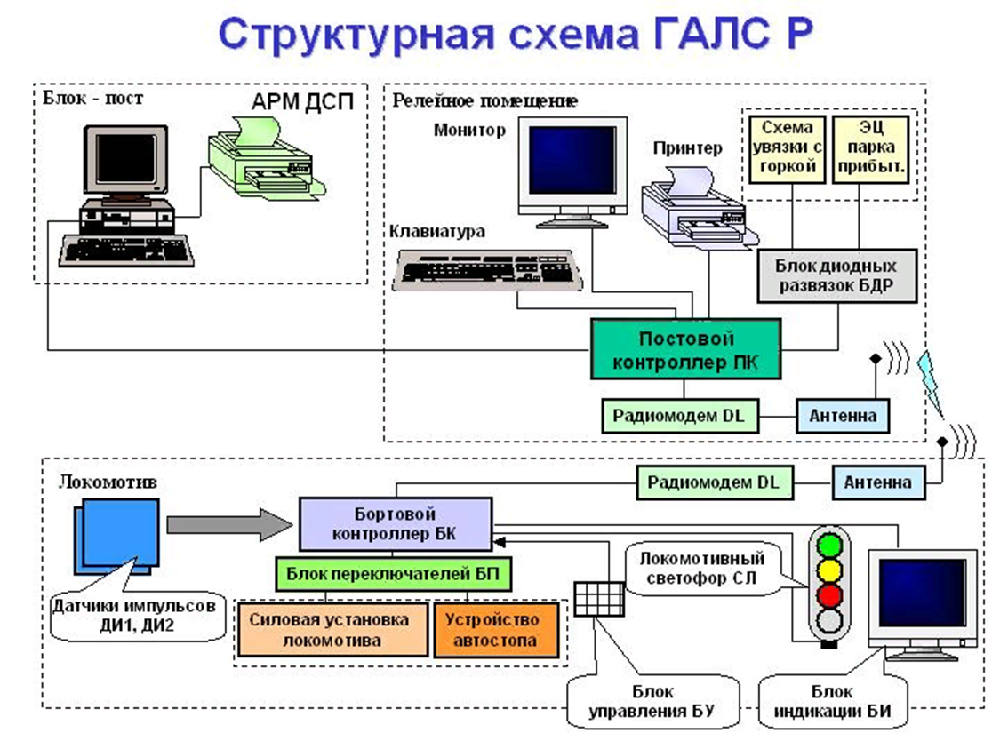 Структурная схема ГАЛС Р
Блок - пост
АРМ ДСП
Релейное помещение
Монитор
Принтер
Схема
увязки с
горкой
ЭЦ
парка
прибыт.
Клавиатура
Блок диодных
развязок БДР
Постовой
контроллер ПК
Радиомодем DL
Антенна
Локомотив
Радиомодем DL
Антенна
Бортовой
контроллер БК
Блок переключателей БП
Локомотивный
светофор СЛ
Датчики импульсов
ДИ1, ДИ2
Силовая установка
локомотива
Устройство
автостопа
Блок
управления БУ
Блок
индикации БИ